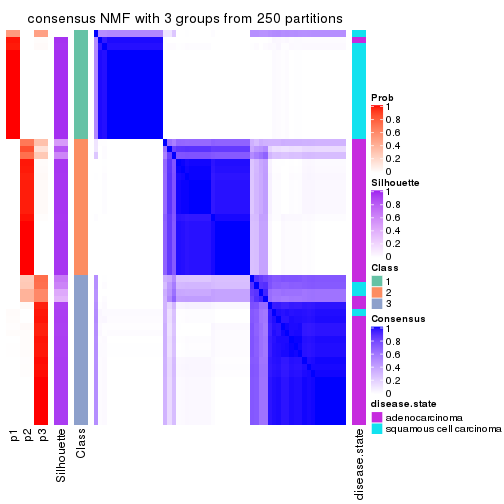 consensus NMF with 3 groups from 250 partitions
Prob
1
0.8
0.6
0.4
0.2
0
Silhouette
1
0.8
0.6
0.4
0.2
0
Class
1
2
3
Consensus
1
0.8
0.6
0.4
0.2
0
disease.state
adenocarcinoma
squamous cell carcinoma
p1
p2
p3
Silhouette
Class
disease.state